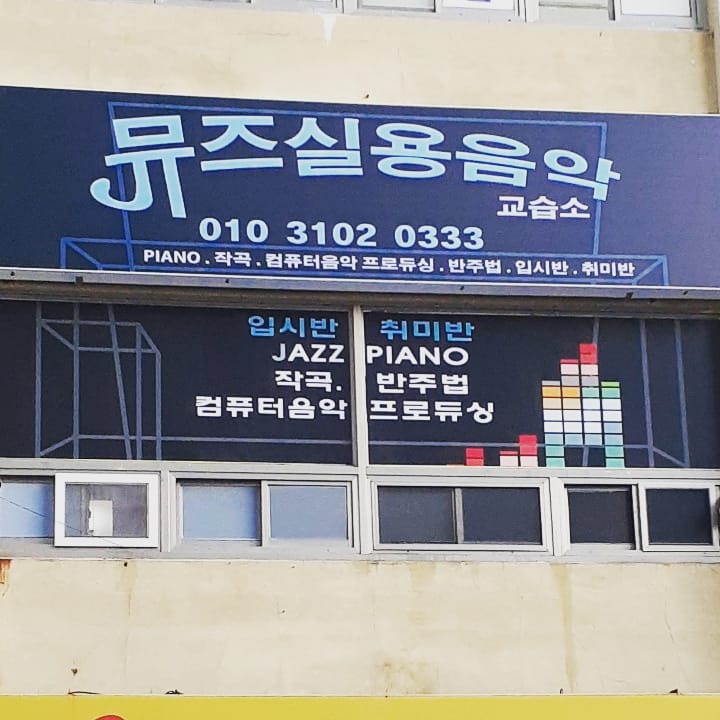 뮤즈실용음악
교습소
010 3102 0333
PIANO . 작곡 . 컴퓨터음악 프로듀싱 . 반주법 . 입시반 . 취미반
입시반 취미반
JAZZ PIANO
작곡. 반주법
컴퓨터음악 프로듀싱